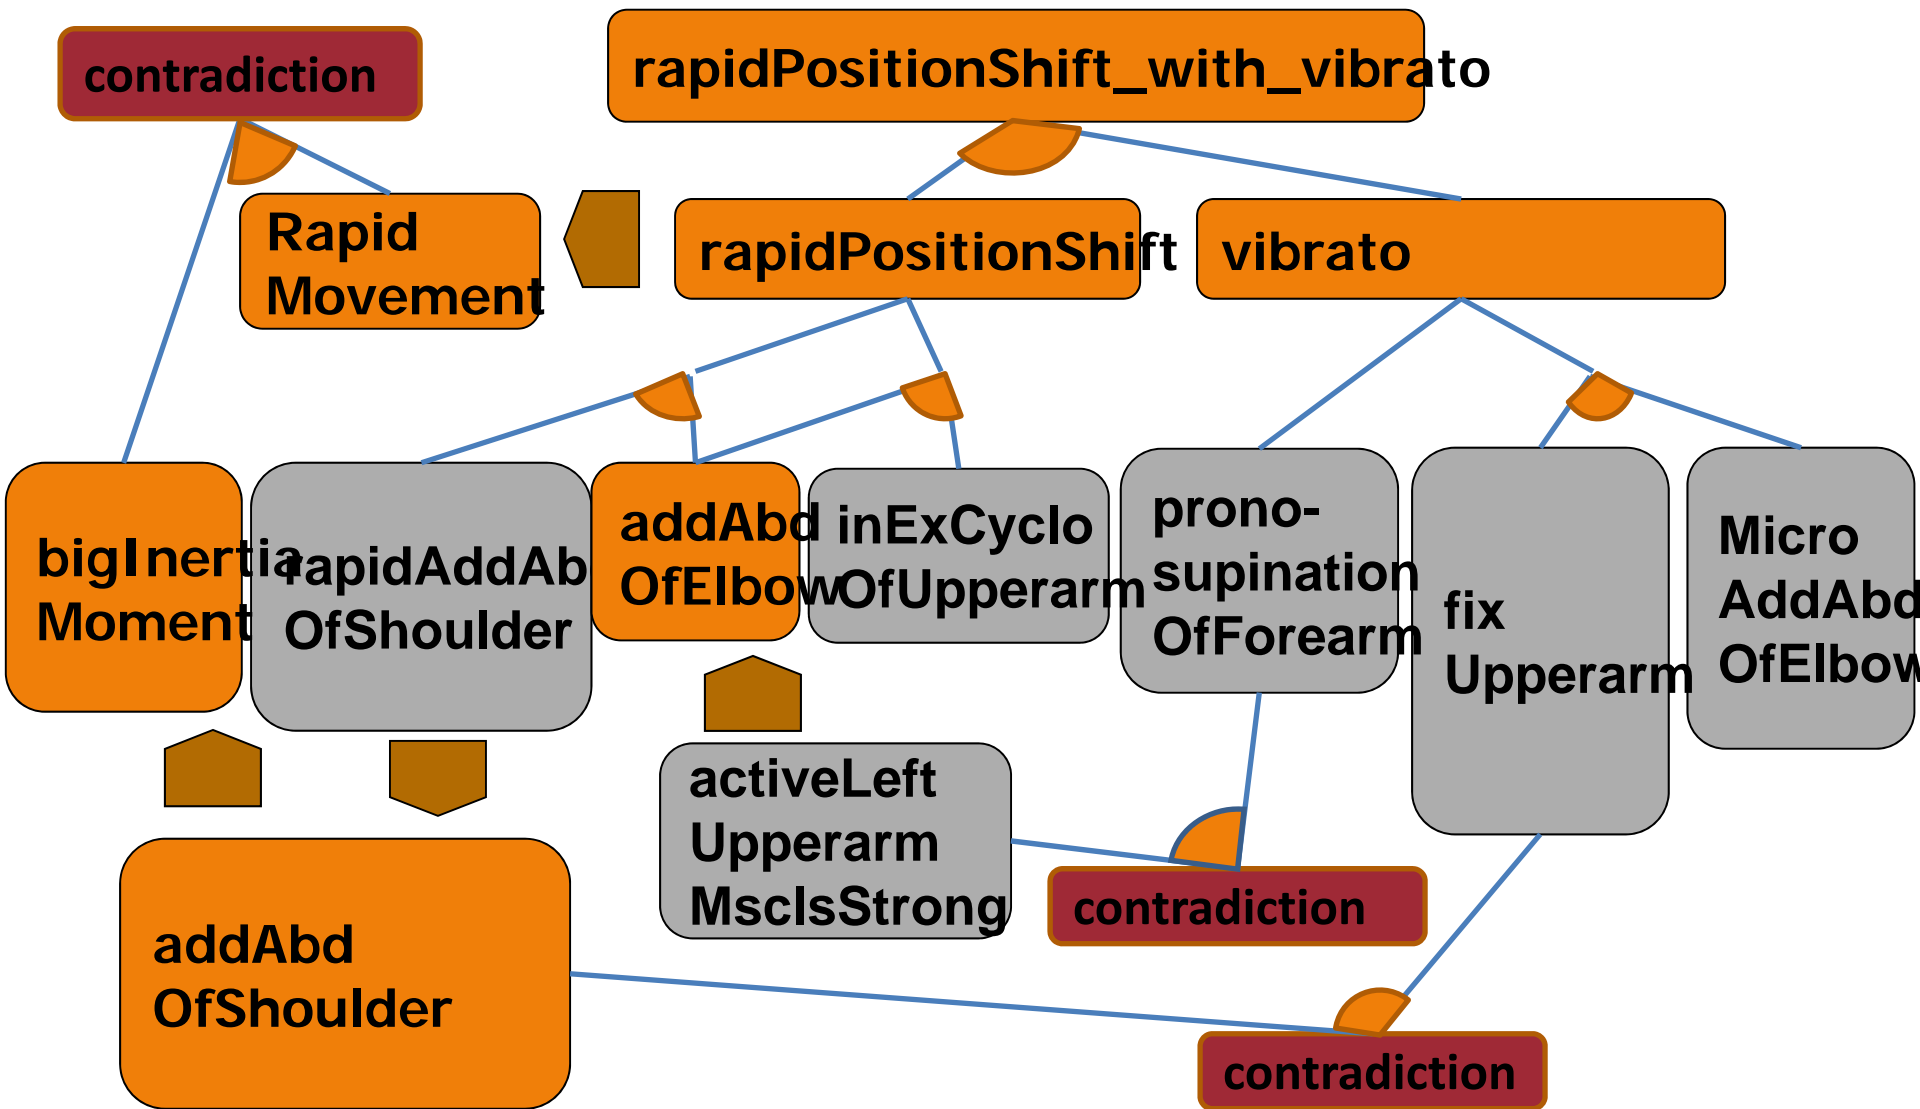 contradiction
rapidPositionShift_with_vibrato
Rapid
Movement
rapidPositionShift
vibrato
bigInertia
Moment
rapidAddAb
OfShoulder
addAbd
OfElbow
inExCyclo
OfUpperarm
prono-
supination
OfForearm
fix
Upperarm
Micro
AddAbd
OfElbow
activeLeft
Upperarm
MsclsStrong
contradiction
addAbd
OfShoulder
contradiction